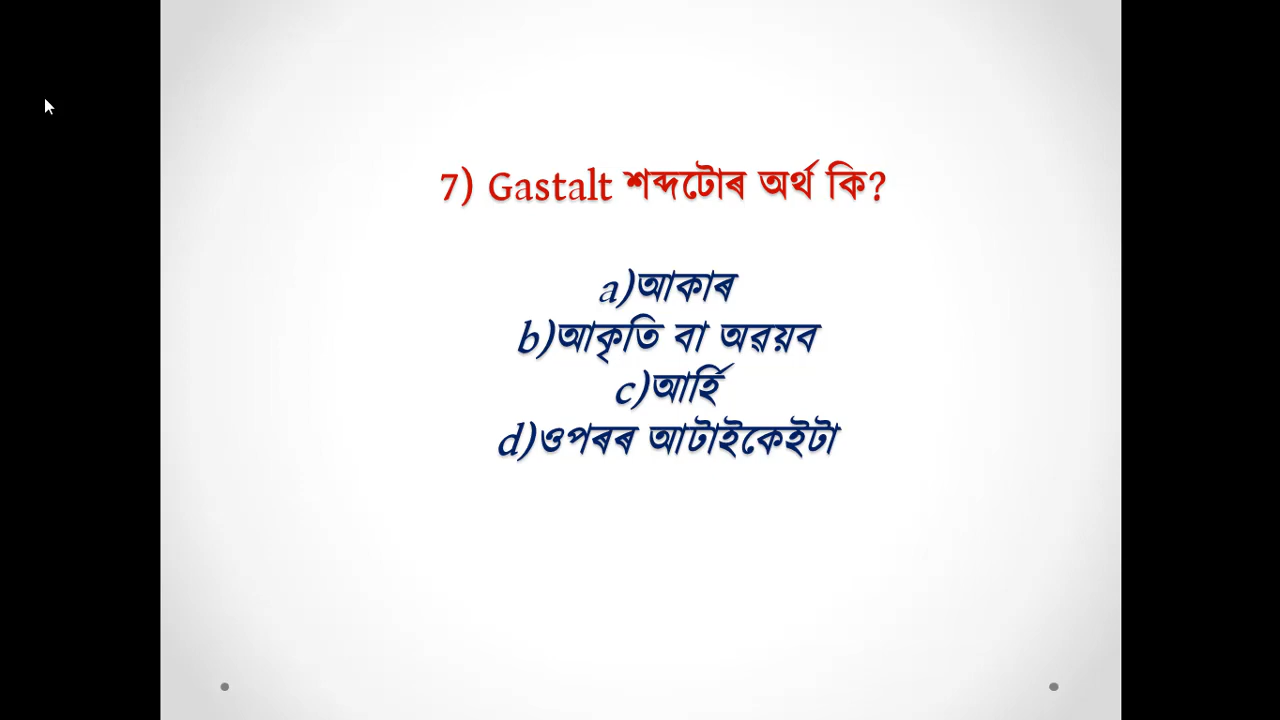 7) Gastalt শব্দটোৰ অৰ্থ কি?
a)আকাৰ
b)আকৃতি বা অৱয়ব
c)আৰ্হি
d)ওপৰৰ আটাইকেইটা